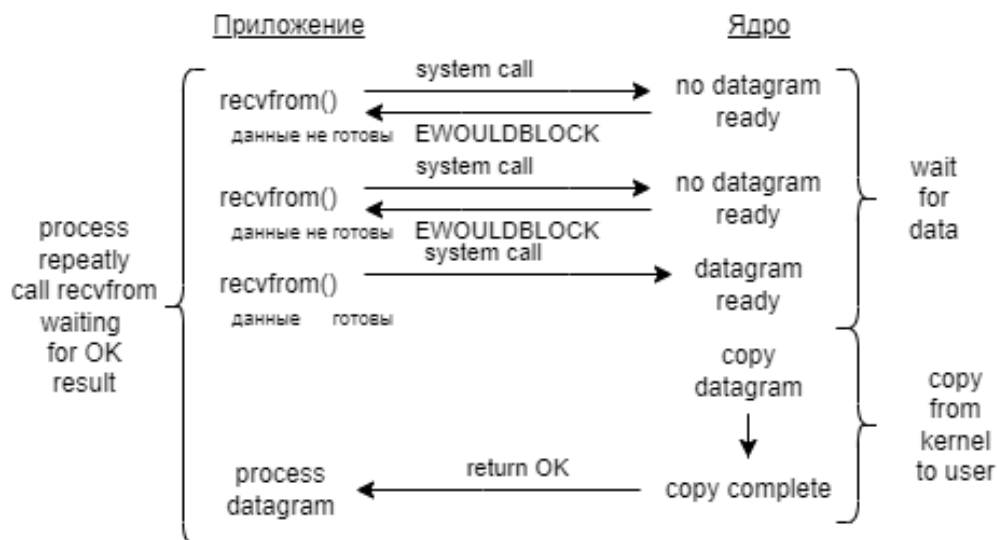 Приложение
Ядро
system call
recvfrom()
no datagram
ready
данные не готовы
EWOULDBLOCK
system call
recvfrom()
no datagram
ready
данные не готовы
EWOULDBLOCK
wait
for
data
process
repeatly
call recvfrom
waiting
for OK
result
system call
recvfrom()
datagram
ready
данные готовы
copy
datagram
copy
from
kernel
to user
process
datagram
return OK
copy complete